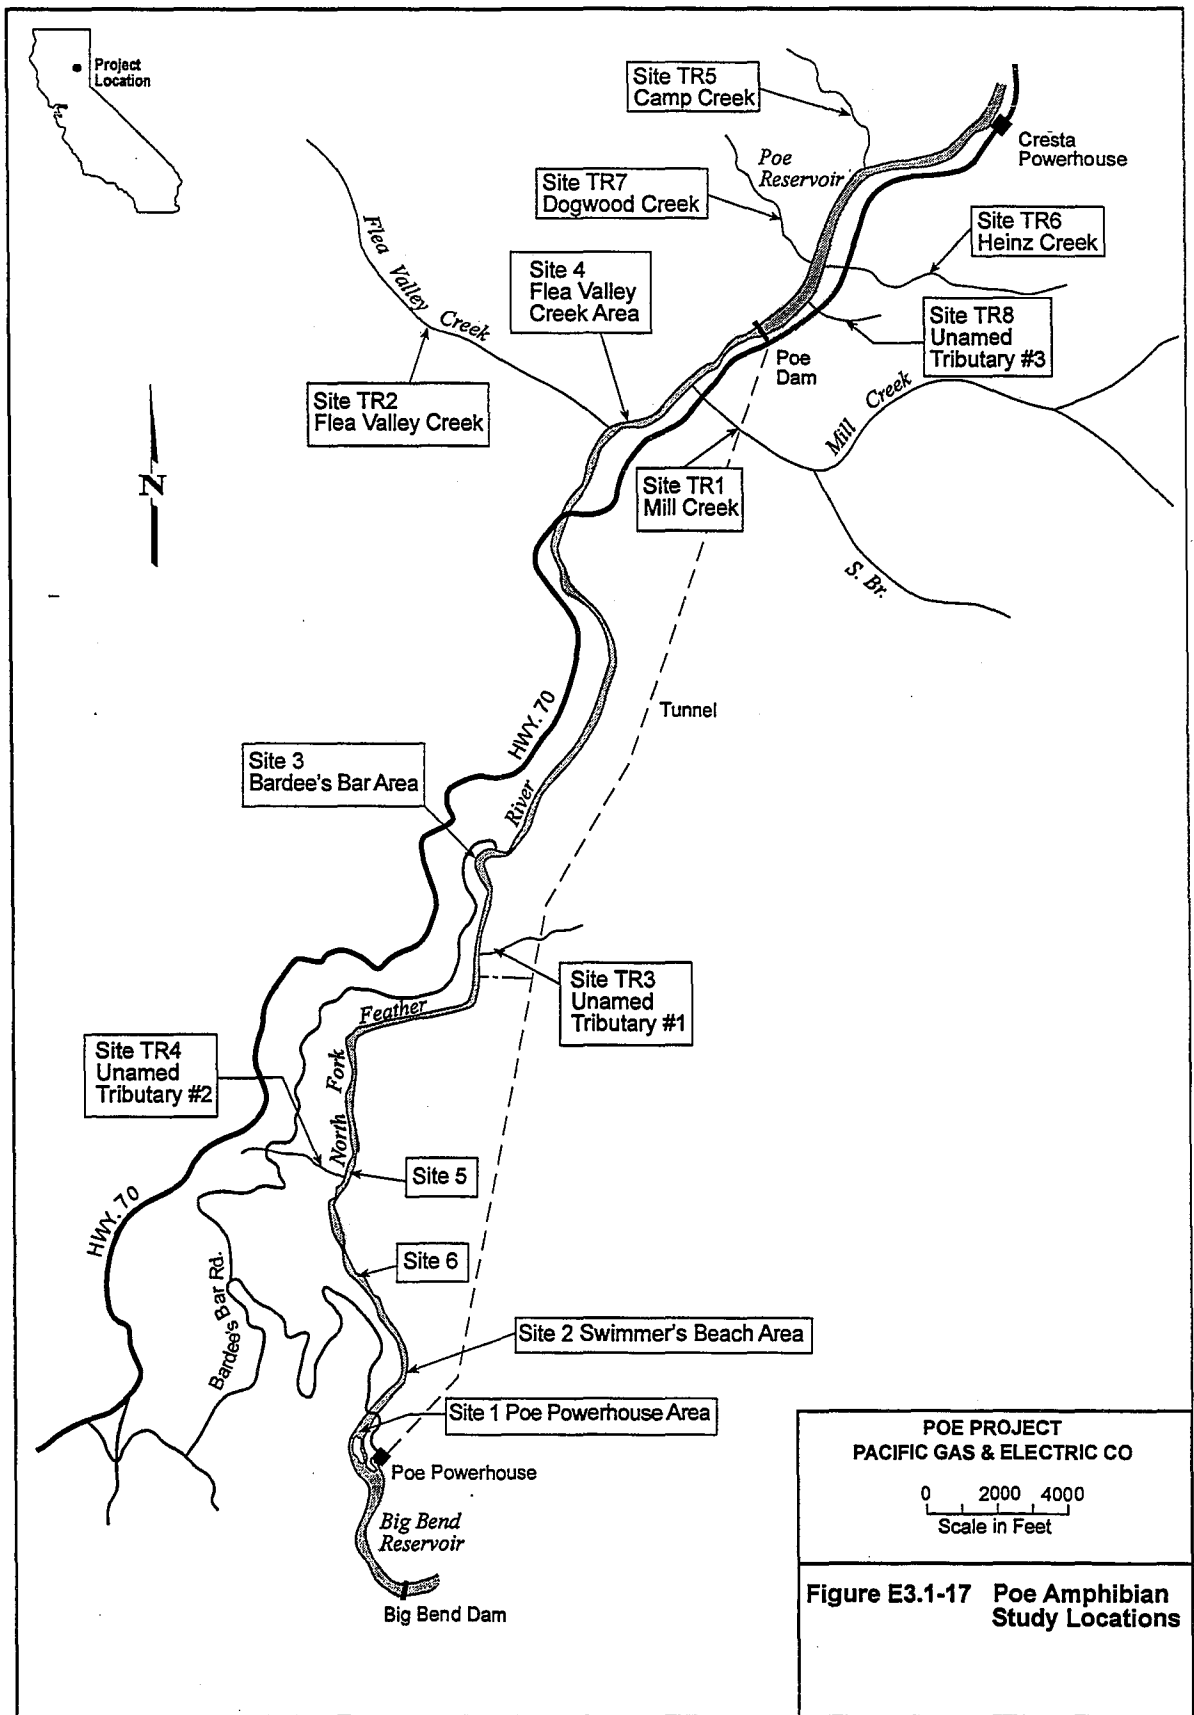 Project
Location
Site TR5
Camp Creek
Cresta
Powerhouse
Poe
Reservoir
Site TR7
Dogwood Creek
Site TR6
Heinz Creek
Flea Valley Creek
Site 4
Flea Valley
Creek Area
Site TR8
Unamed
Tributary #3
Poe
Dam
Site TR2
Flea Valley Creek
Mill Creek
N
Site TR1
Mill Creek
S. Br.
Tunnel
HWY. 70
Site 3
Bardee's Bar Area
River
Site TR3
Unamed
Tributary #1
Feather
Site TR4
Unamed
Tributary #2
North Fork
Site 5
HWY. 70
Site 6
Bardee's Bar Rd.
Site 2 Swimmer's Beach Area
Site 1 Poe Powerhouse Area
Poe Powerhouse
Big Bend
Reservoir
Big Bend Dam
POE PROJECT
PACIFIC GAS & ELECTRIC CO
0 2000 4000
Scale in Feet
Figure E3.1-17 Poe Amphibian
Study Locations